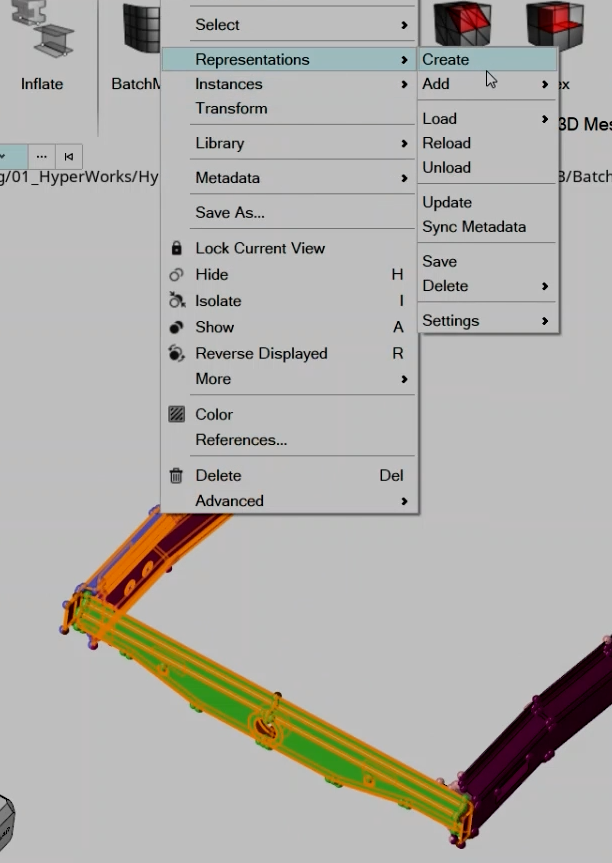 Inflate
BatchM
ex
3D Mes
...
g/01_HyperWorks/Hy
3/Batch
Select
Representations
Instances
Transform
Library
Metadata
Save As...
Lock Current View
Hide H
Isolate I
Show A
Reverse Displayed R
More
Color
References...
Delete Del
Advanced
Create
Add
Load
Reload
Unload
Update
Sync Metadata
Save
Delete
Settings